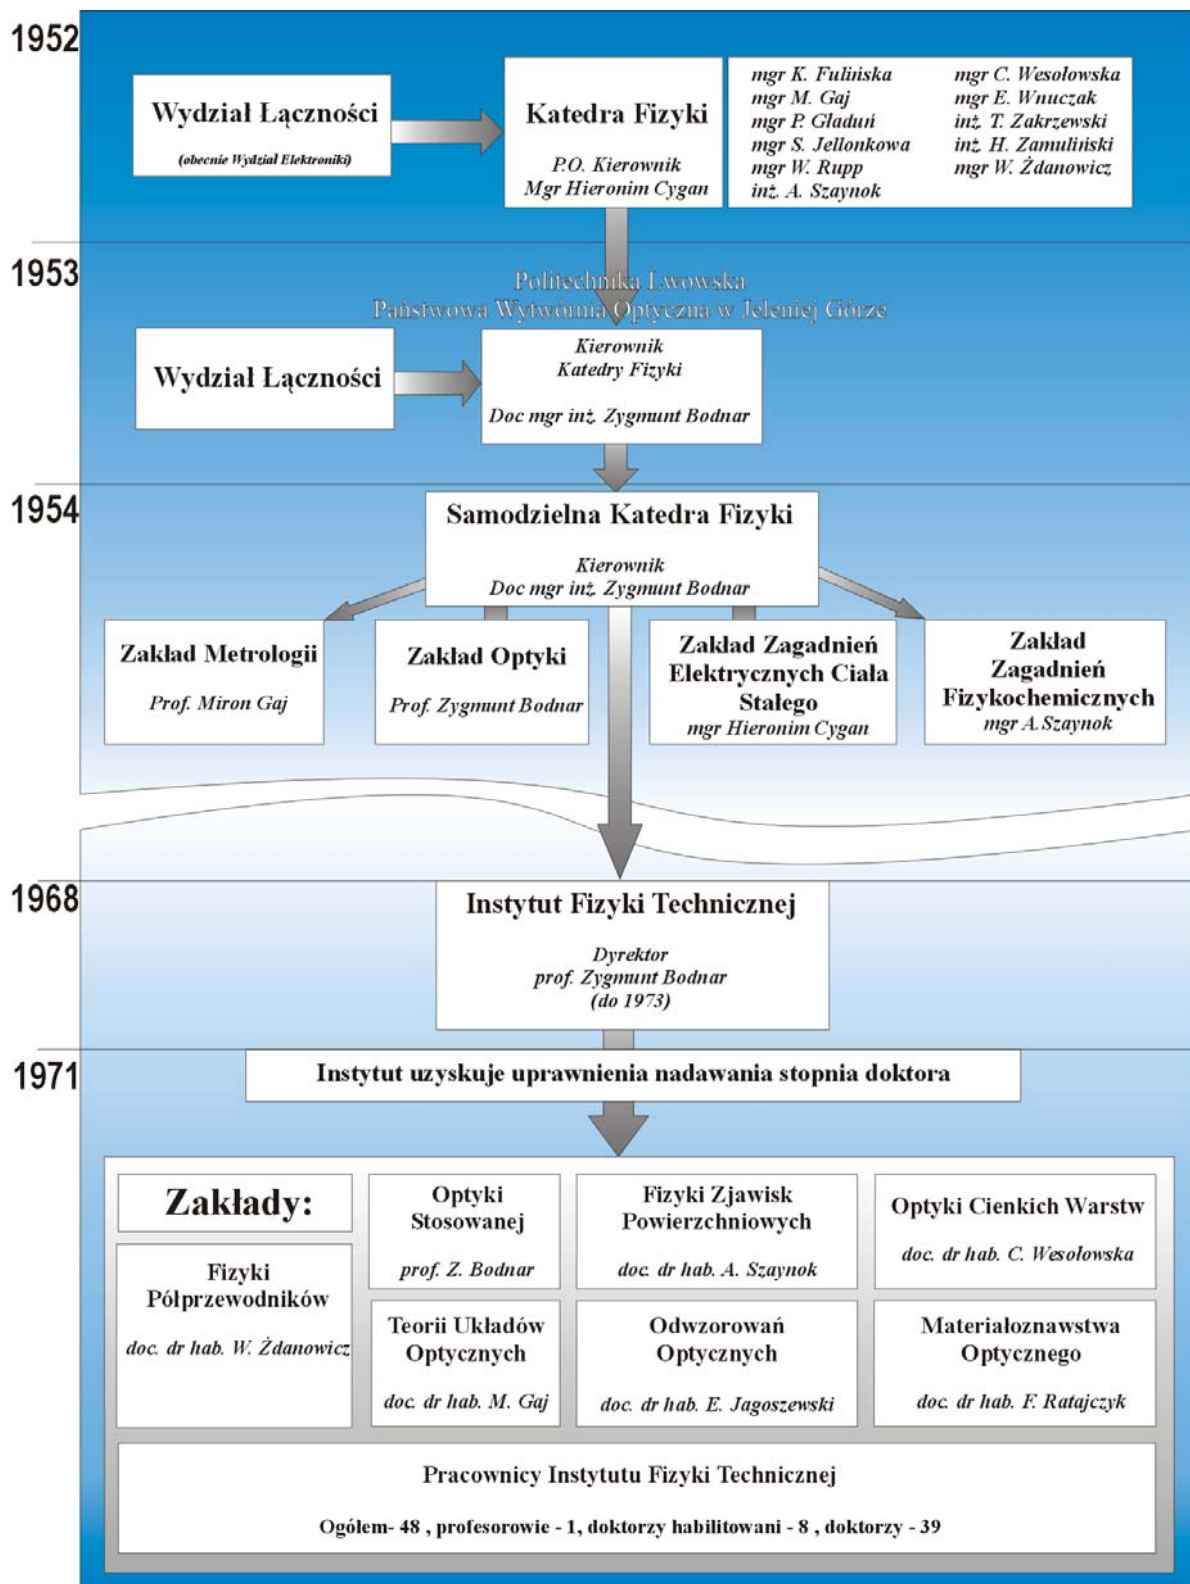 1952
Wydział Łączności
(obecnie Wydział Elektroniki)
Katedra Fizyki
P.O. Kierownik
Mgr Hieronim Cygan
mgr K. Fulińska
mgr M. Gaj
mgr P. Gładuń
mgr S. Jellonkowa
mgr W. Rupp
inż. A. Szaynok
mgr C. Wesołowska
mgr E. Wnuczak
inż. T. Zakrzewski
inż. H. Zamuliński
mgr W. Żdanowicz
1953
Politechnika Lwowska
Państwowa Wytwórnia Optyczna w Jeleniej Górze
Wydział Łączności
Kierownik
Katedry Fizyki
Doc mgr inż. Zygmunt Bodnar
1954
Samodzielna Katedra Fizyki
Kierownik
Doc mgr inż. Zygmunt Bodnar
Zakład Metrologii
Prof. Miron Gaj
Zakład Optyki
Prof. Zygmunt Bodnar
Zakład Zagadnień
Elektrycznych Ciała
Stałego
mgr Hieronim Cygan
Zakład
Zagadnień
Fizykochemicznych
mgr A. Szaynok
1968
Instytut Fizyki Technicznej
Dyrektor
prof. Zygmunt Bodnar
(do 1973)
1971
Instytut uzyskuje uprawnienia nadawania stopnia doktora
Zakłady:
Fizyki
Półprzewodników
doc. dr hab. W. Żdanowicz
Optyki
Stosowanej
prof. Z. Bodnar
Fizyki Zjawisk
Powierzchniowych
doc. dr hab. A. Szaynok
Optyki Cienkich Warstw
doc. dr hab. C. Wesołowska
Teorii Układów
Optycznych
doc. dr hab. M. Gaj
Odwzorowań
Optycznych
doc. dr hab. E. Jagoszewski
Materiałoznawstwa
Optycznego
doc. dr hab. F. Ratajczyk
Pracownicy Instytutu Fizyki Technicznej
Ogółem- 48 , profesorowie - 1, doktorzy habilitowani - 8 , doktorzy - 39